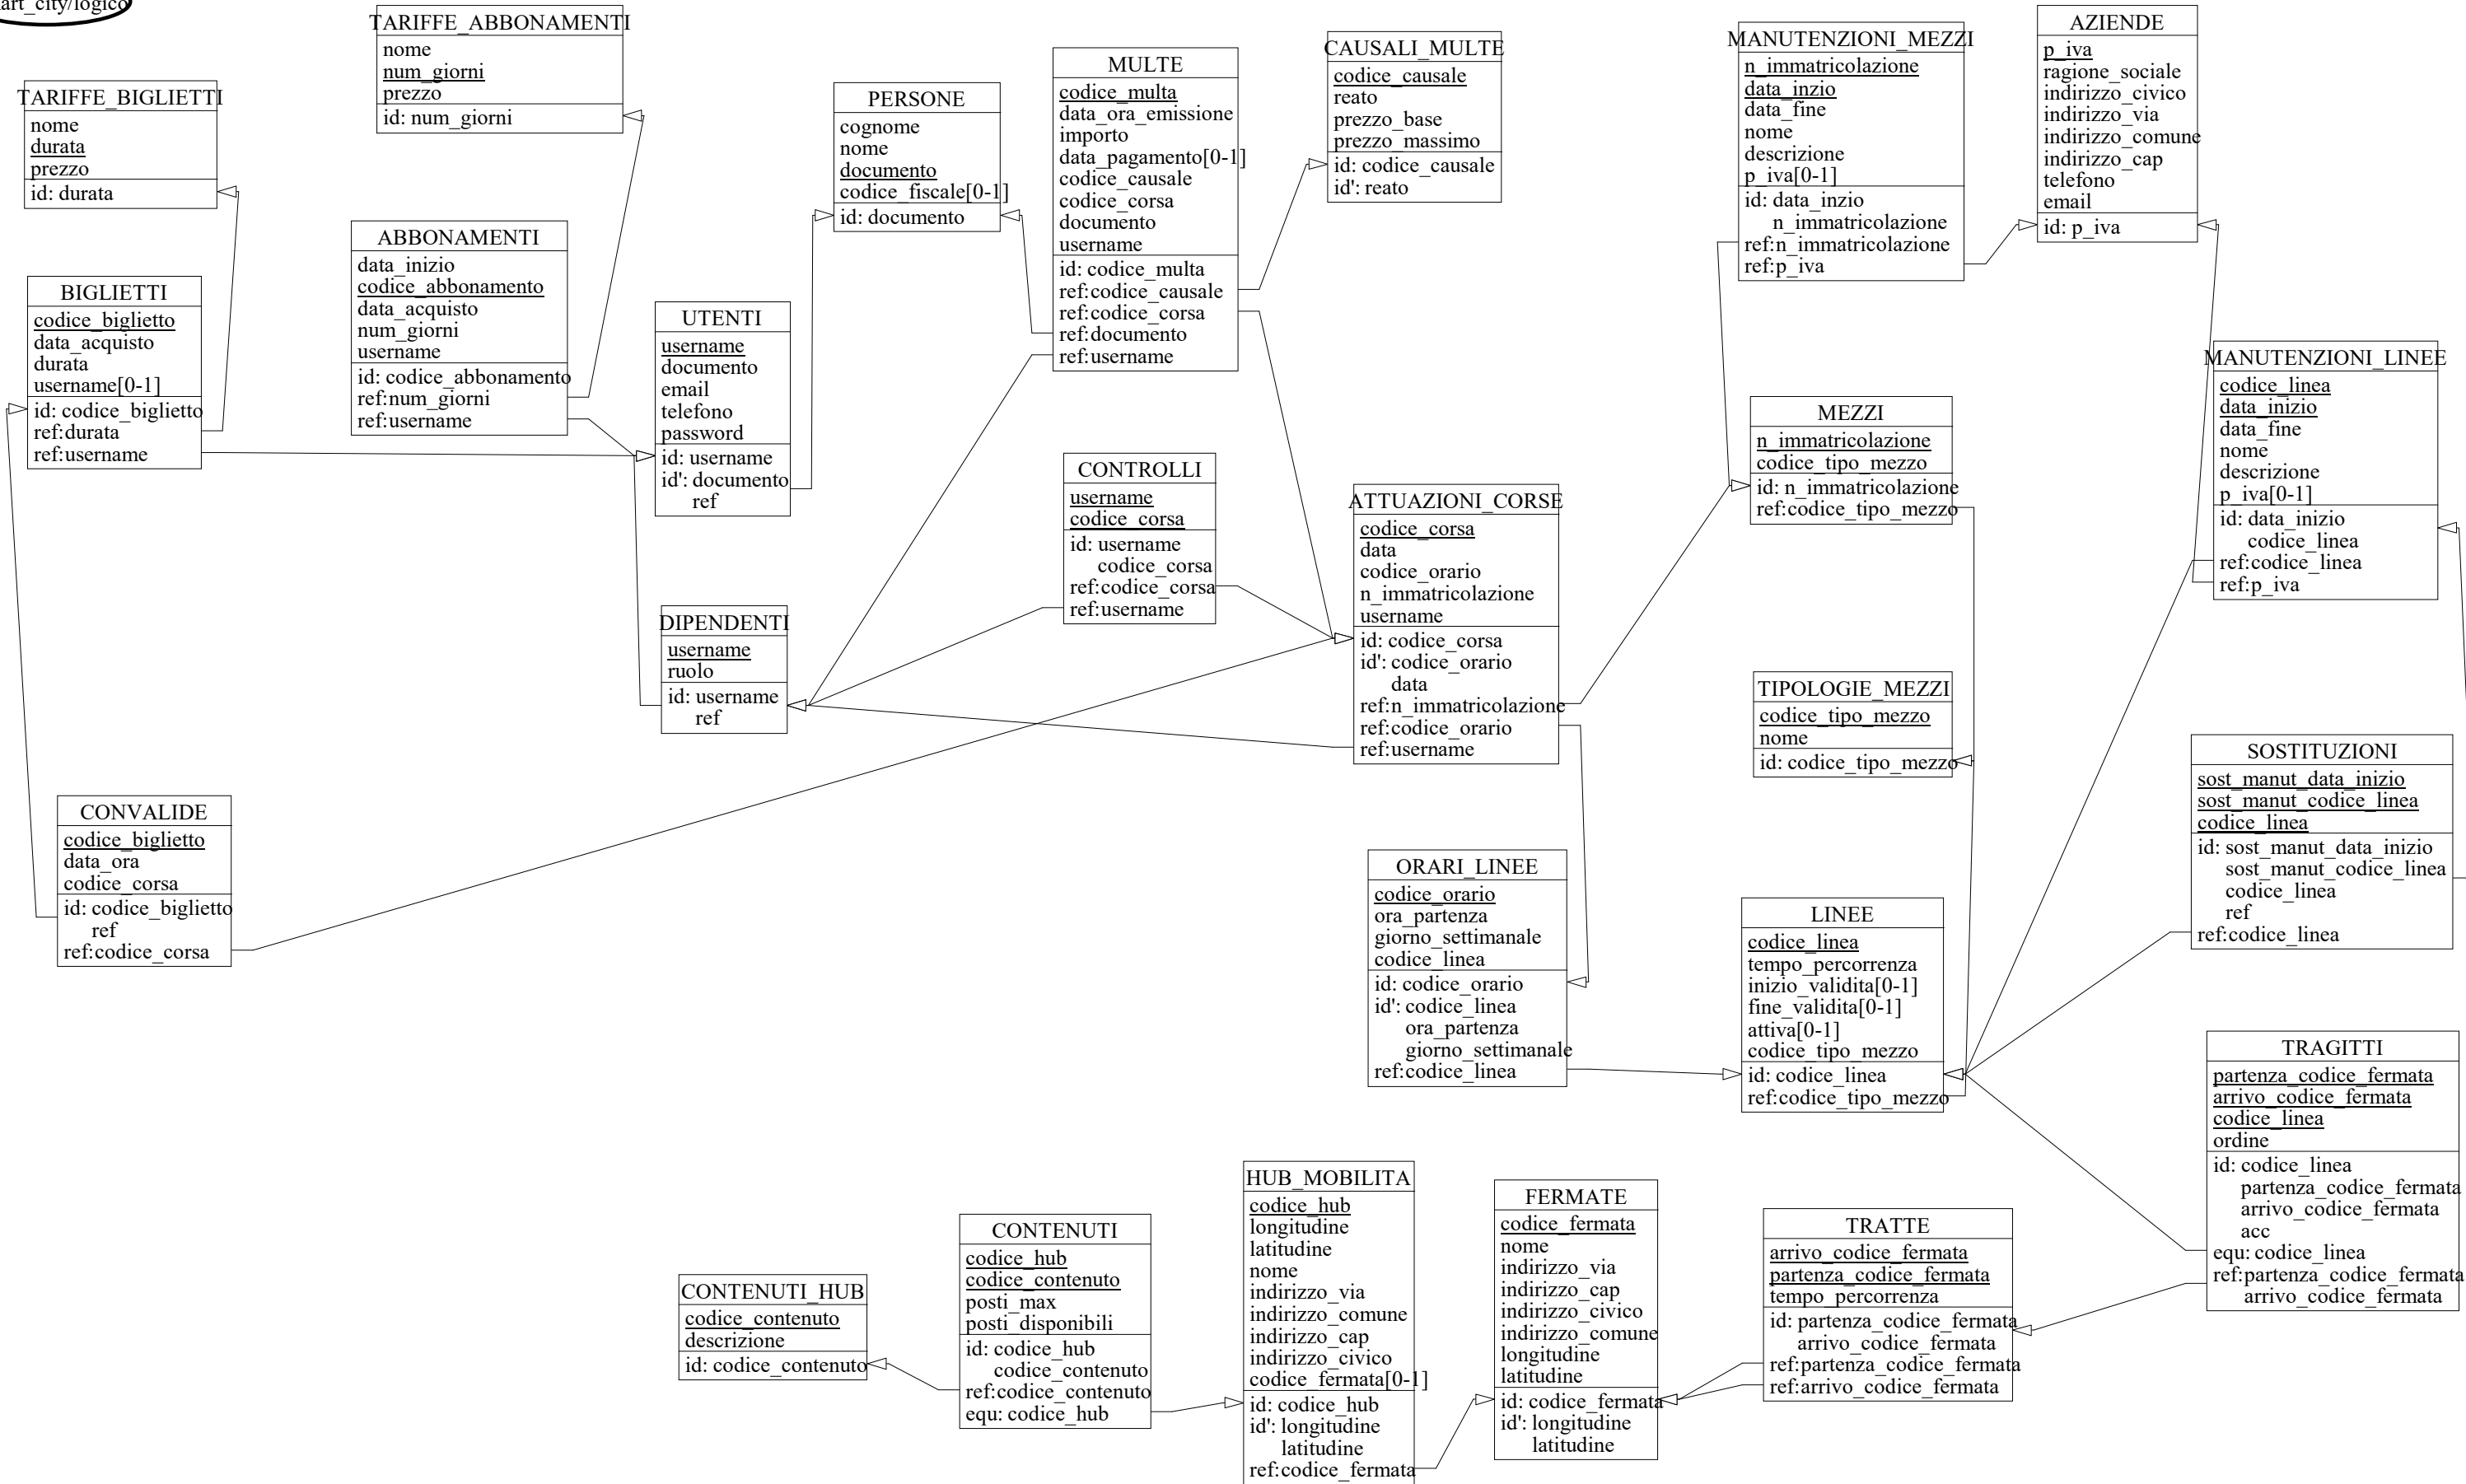 art_city/logico
TARIFFE_BIGLIETTI
nome
durata
prezzo
id: durata
TARIFFE_ABBONAMENTI
nome
num_giorni
prezzo
id: num_giorni
BIGLIETTI
codice_biglietto
data_acquisto
durata
username[0-1]
id: codice_biglietto
ref:durata
ref:username
ABBONAMENTI
data_inizio
codice_abbonamento
data_acquisto
num_giorni
username
id: codice_abbonamento
ref:num_giorni
ref:username
PERSONE
cognome
nome
documento
codice_fiscale[0-1]
id: documento
UTENTI
username
documento
email
telefono
password
id: username
id': documento
ref
DIPENDENTI
username
ruolo
id: username
ref
CONVALIDE
codice_biglietto
data_ora
codice_corsa
id: codice_biglietto
ref
ref:codice_corsa
MULTE
codice_multa
data_ora_emissione
importo
data_pagamento[0-1]
codice_causale
codice_corsa
documento
username
id: codice_multa
ref:codice_causale
ref:codice_corsa
ref:documento
ref:username
CAUSALI_MULTE
codice_causale
reato
prezzo_base
prezzo_massimo
id: codice_causale
id': reato
CONTROLLI
username
codice_corsa
id: username
codice_corsa
ref:codice_corsa
ref:username
ATTUAZIONI_CORSE
codice_corsa
data
codice_orario
n_immatricolazione
username
id: codice_corsa
id': codice_orario
data
ref:n_immatricolazione
ref:codice_orario
ref:username
MANUTENZIONI_MEZZI
n_immatricolazione
data_inzio
data_fine
nome
descrizione
p_iva[0-1]
id: data_inzio
n_immatricolazione
ref:n_immatricolazione
ref:p_iva
AZIENDE
p_iva
ragione_sociale
indirizzo_civico
indirizzo_via
indirizzo_comune
indirizzo_cap
telefono
email
id: p_iva
MEZZI
n_immatricolazione
codice_tipo_mezzo
id: n_immatricolazione
ref:codice_tipo_mezzo
MANUTENZIONI_LINEE
codice_linea
data_inizio
data_fine
nome
descrizione
p_iva[0-1]
id: data_inizio
codice_linea
ref:codice_linea
ref:p_iva
TIPOLOGIE_MEZZI
codice_tipo_mezzo
nome
id: codice_tipo_mezzo
SOSTITUZIONI
sost_manut_data_inizio
sost_manut_codice_linea
codice_linea
id: sost_manut_data_inizio
sost_manut_codice_linea
codice_linea
ref
ref:codice_linea
ORARI_LINEE
codice_orario
ora_partenza
giorno_settimanale
codice_linea
id: codice_orario
id': codice_linea
ora_partenza
giorno_settimanale
ref:codice_linea
LINEE
codice_linea
tempo_percorrenza
inizio_validita[0-1]
fine_validita[0-1]
attiva[0-1]
codice_tipo_mezzo
id: codice_linea
ref:codice_tipo_mezzo
TRAGITTI
partenza_codice_fermata
arrivo_codice_fermata
codice_linea
ordine
id: codice_linea
partenza_codice_fermata
arrivo_codice_fermata
acc
equ: codice_linea
ref:partenza_codice_fermata
arrivo_codice_fermata
CONTENUTI_HUB
codice_contenuto
descrizione
id: codice_contenuto
CONTENUTI
codice_hub
codice_contenuto
posti_max
posti_disponibili
id: codice_hub
codice_contenuto
ref:codice_contenuto
equ: codice_hub
HUB_MOBILITA
codice_hub
longitudine
latitudine
nome
indirizzo_via
indirizzo_comune
indirizzo_cap
indirizzo_civico
codice_fermata[0-1]
id: codice_hub
id': longitudine
latitudine
ref:codice_fermata
FERMATE
codice_fermata
nome
indirizzo_via
indirizzo_cap
indirizzo_civico
indirizzo_comune
longitudine
latitudine
id: codice_fermata
id': longitudine
latitudine
TRATTE
arrivo_codice_fermata
partenza_codice_fermata
tempo_percorrenza
id: partenza_codice_fermata
arrivo_codice_fermata
ref:partenza_codice_fermata
ref:arrivo_codice_fermata